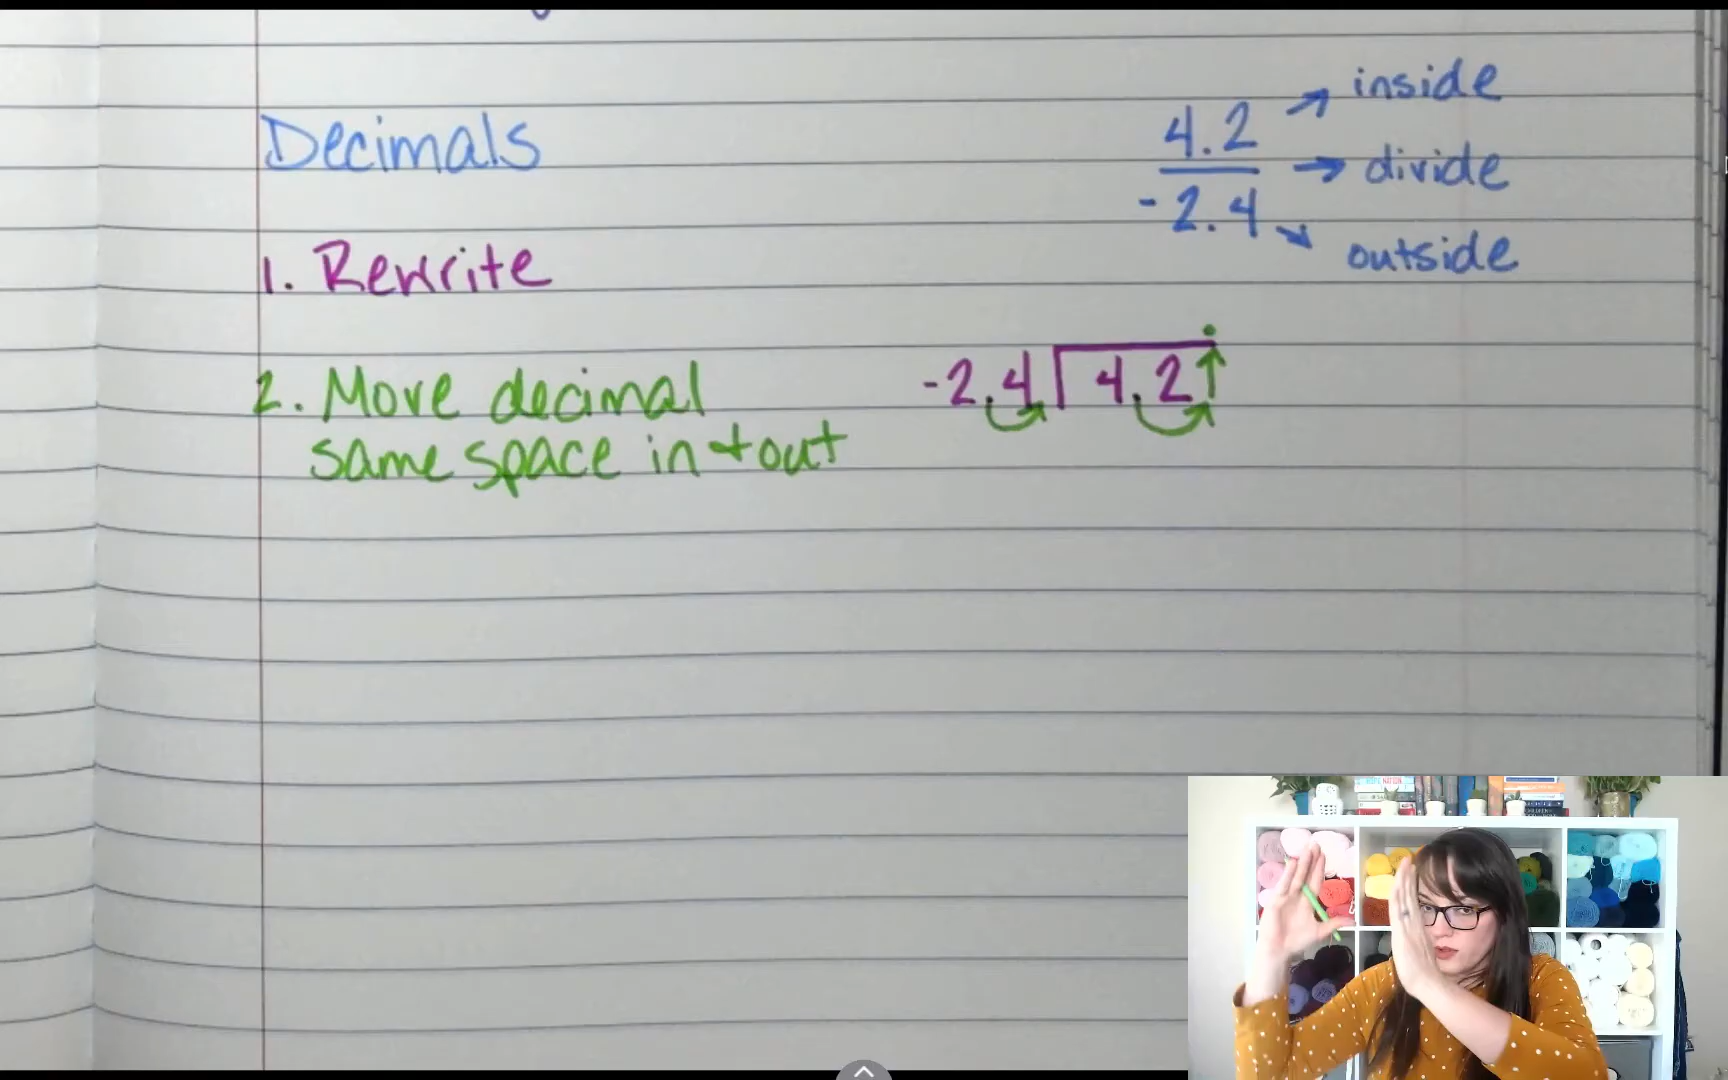 Decimals
4.2 → inside
→ divide
-2.4 → outside
1. Rewrite
2. Move decimal
same space in + out
-2.4 4.2